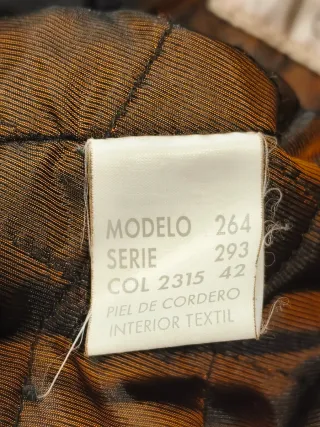 MODELO 264
SERIE 293
COL 2315 42
PIEL DE CORDERO
INTERIOR TEXTIL